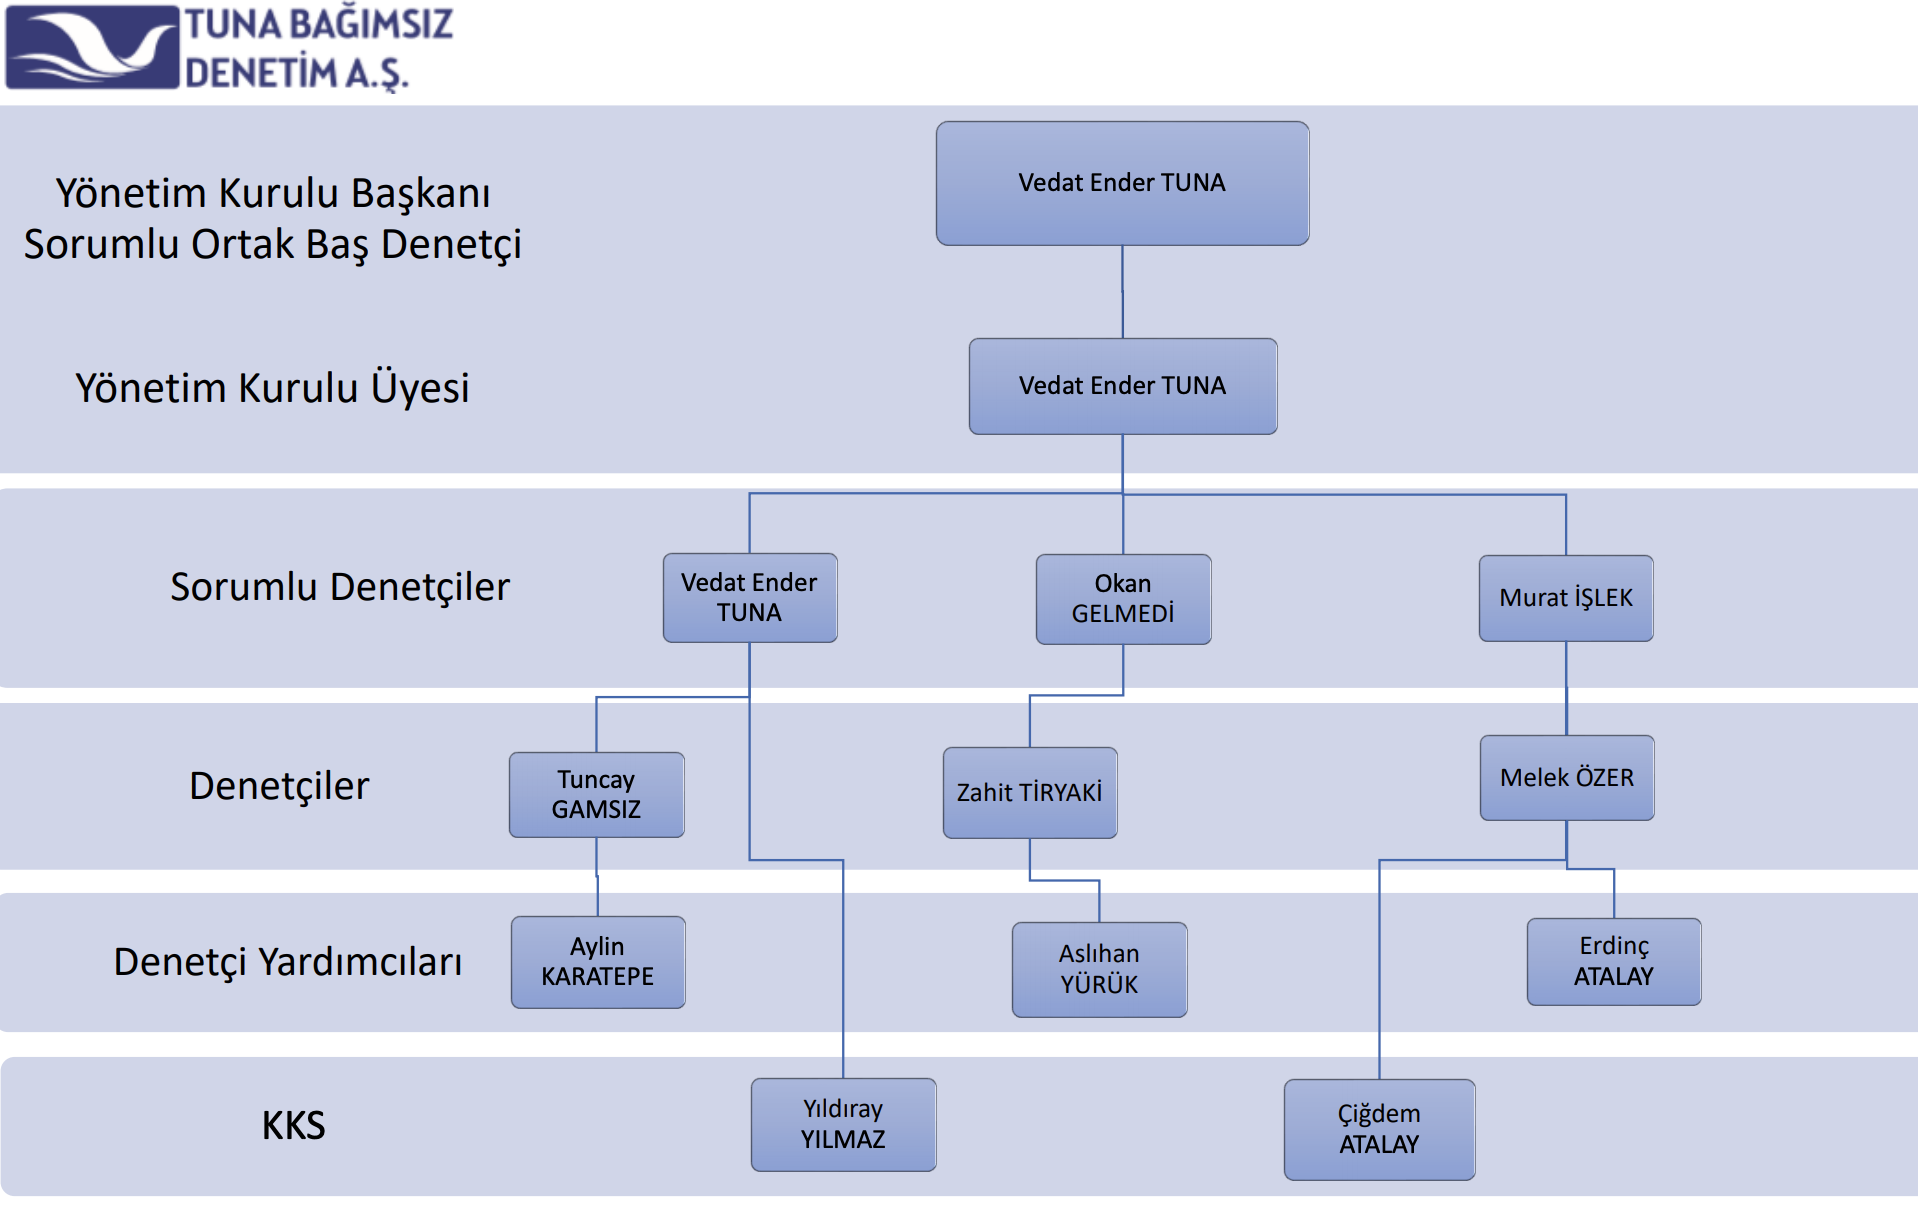 TUNA BAĞIMSIZ
DENETİM A.Ş.
Yönetim Kurulu Başkanı
Sorumlu Ortak Baş Denetçi
Vedat Ender TUNA
Yönetim Kurulu Üyesi
Vedat Ender TUNA
Sorumlu Denetçiler
Vedat Ender
TUNA
Okan
GELMEDİ
Murat İŞLEK
Denetçiler
Tuncay
GAMSIZ
Zahit TİRYAKİ
Melek ÖZER
Denetçi Yardımcıları
Aylin
KARATEPE
Aslıhan
YÜRÜK
Erdinç
ATALAY
KKS
Yıldıray
YILMAZ
Çiğdem
ATALAY